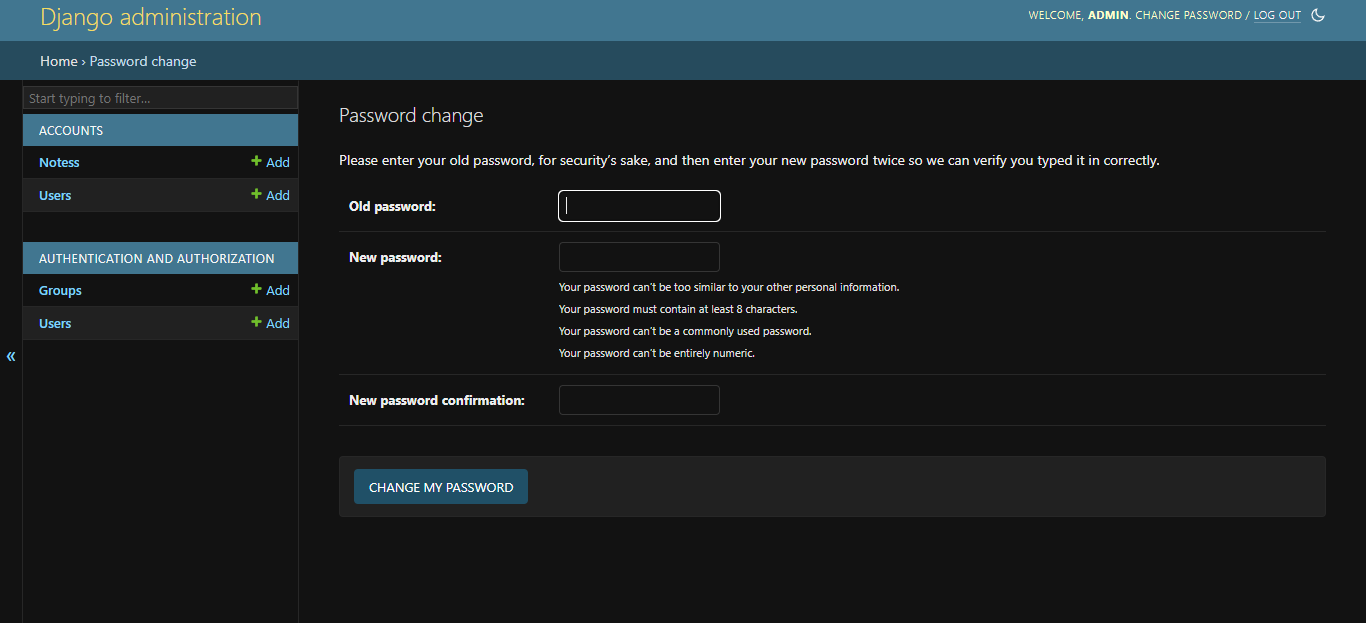 Django administration
WELCOME, ADMIN. CHANGE PASSWORD / LOG OUT
Home › Password change
Start typing to filter...
ACCOUNTS
Notess + Add
Users + Add
AUTHENTICATION AND AUTHORIZATION
Groups + Add
Users + Add
«
Password change
Please enter your old password, for security’s sake, and then enter your new password twice so we can verify you typed it in correctly.
Old password:
New password:
Your password can't be too similar to your other personal information.
Your password must contain at least 8 characters.
Your password can't be a commonly used password.
Your password can't be entirely numeric.
New password confirmation:
CHANGE MY PASSWORD